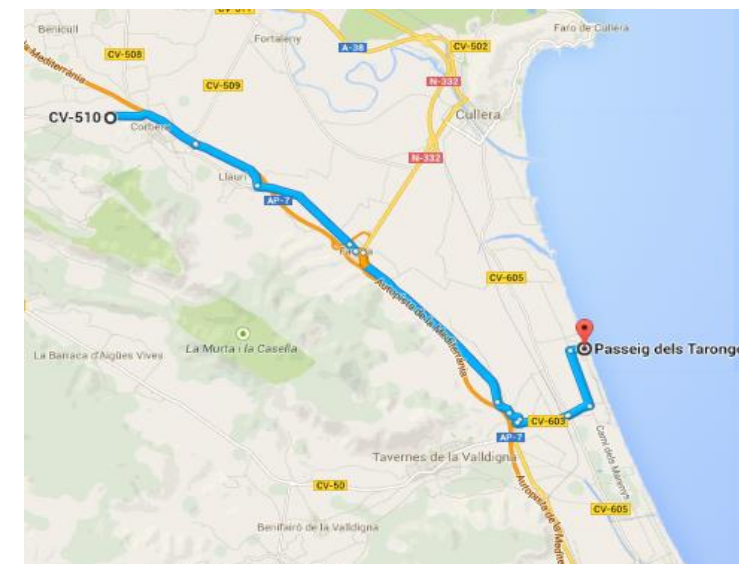 Benicull
la Mediterrània
CV-508
Fortaleny
A-38
CV-502
Faro de Cullera
CV-509
N-332
CV-510
Corbera
Cullera
N-332
Llaurí
AP-7
CV-605
Autopista de la Mediterrània
La Murta i la Casella
La Barraca d'Aigües Vives
Passeig dels Taronge
CV-603
AP-7
Tavernes de la Valldigna
Camí dels Marenys
CV-50
CV-605
Autopista de la Me
Benifairó de la Valldigna